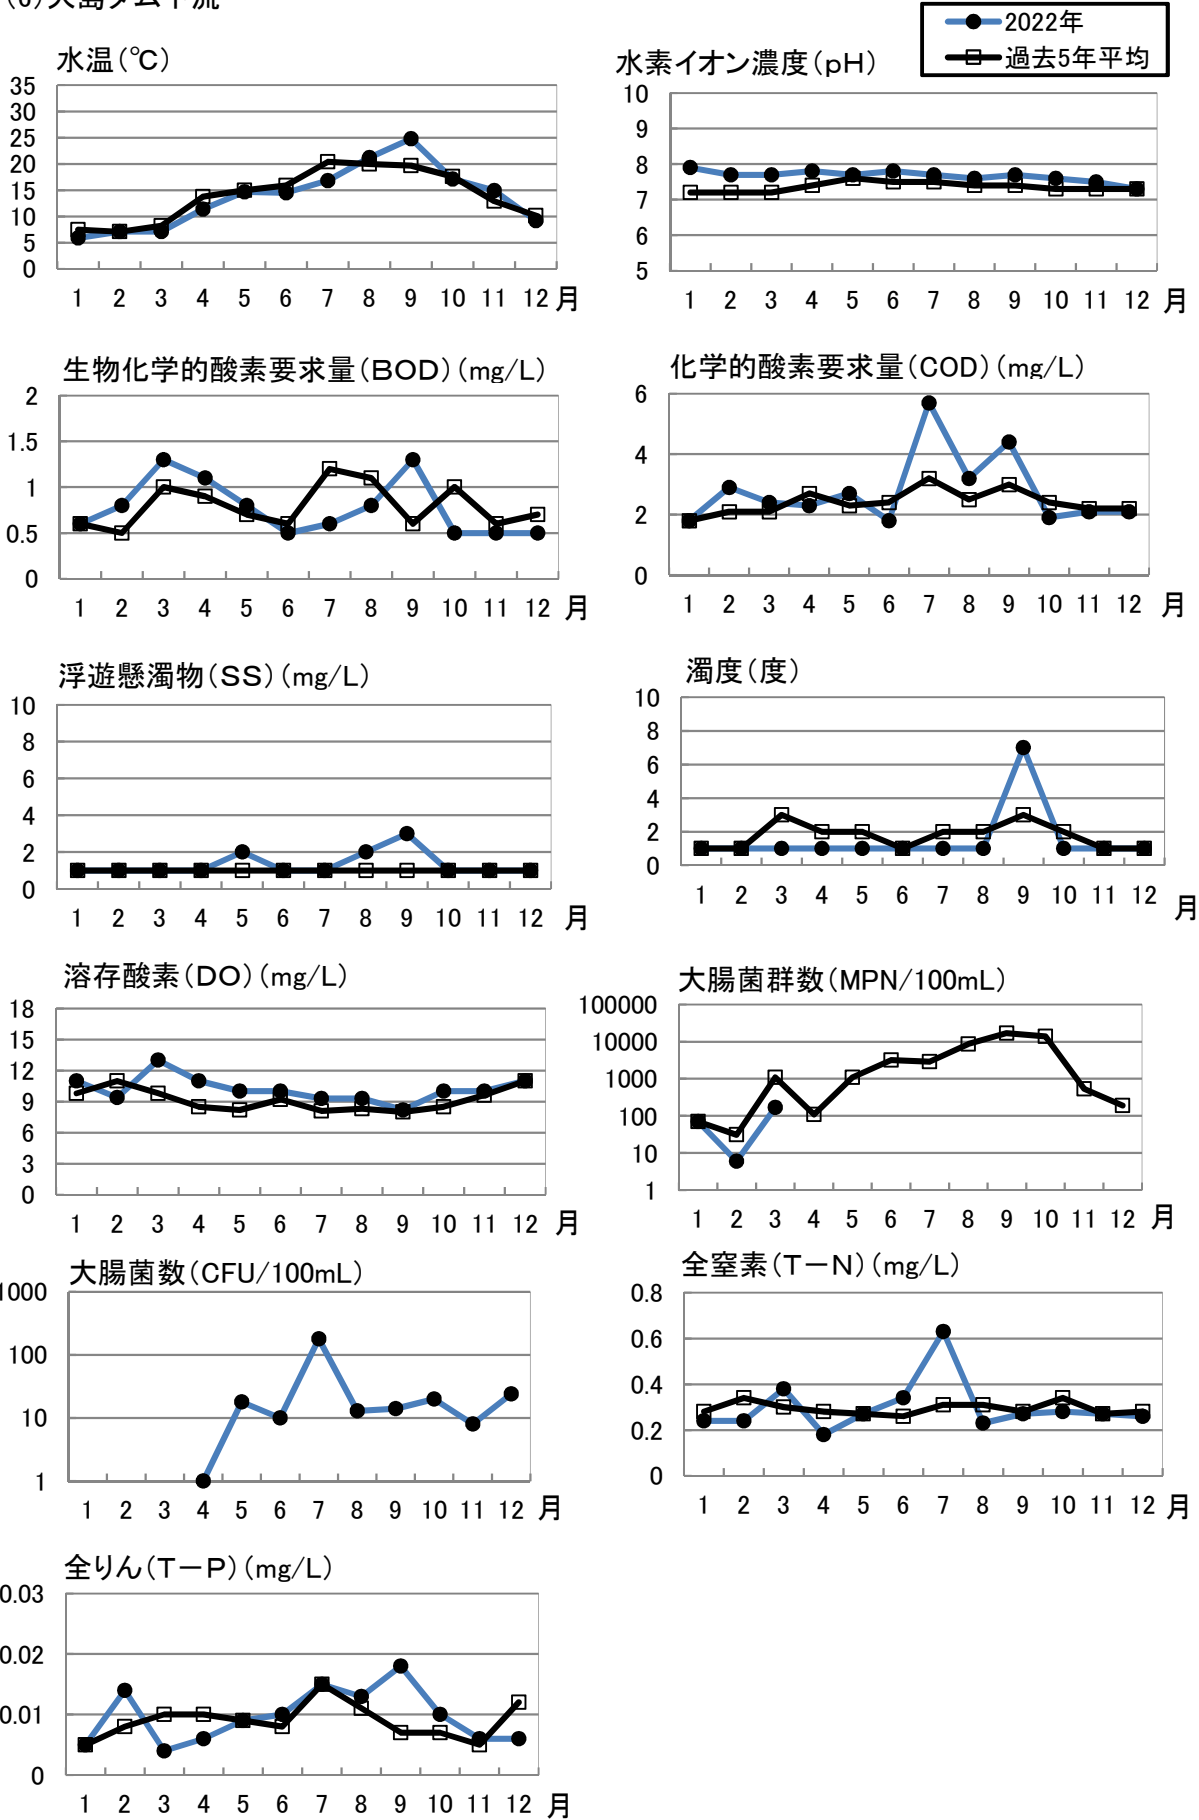 2022年
過去5年平均
水温(℃)
35
30
25
20
15
10
5
0
1 2 3 4 5 6 7 8 9 10 11 12 月
水素イオン濃度(pH)
10
9
8
7
6
5
1 2 3 4 5 6 7 8 9 10 11 12 月
生物化学的酸素要求量(BOD)(mg/L)
2
1.5
1
0.5
0
1 2 3 4 5 6 7 8 9 10 11 12 月
化学的酸素要求量(COD)(mg/L)
6
4
2
0
1 2 3 4 5 6 7 8 9 10 11 12 月
浮遊懸濁物(SS)(mg/L)
10
8
6
4
2
0
1 2 3 4 5 6 7 8 9 10 11 12 月
濁度(度)
10
8
6
4
2
0
1 2 3 4 5 6 7 8 9 10 11 12 月
溶存酸素(DO)(mg/L)
18
15
12
9
6
3
0
1 2 3 4 5 6 7 8 9 10 11 12 月
大腸菌群数(MPN/100mL)
100000
10000
1000
100
10
1
1 2 3 4 5 6 7 8 9 10 11 12 月
大腸菌数(CFU/100mL)
1000
100
10
1
1 2 3 4 5 6 7 8 9 10 11 12 月
全窒素(T－N)(mg/L)
0.8
0.6
0.4
0.2
0
1 2 3 4 5 6 7 8 9 10 11 12 月
全りん(T－P)(mg/L)
0.03
0.02
0.01
0
1 2 3 4 5 6 7 8 9 10 11 12 月